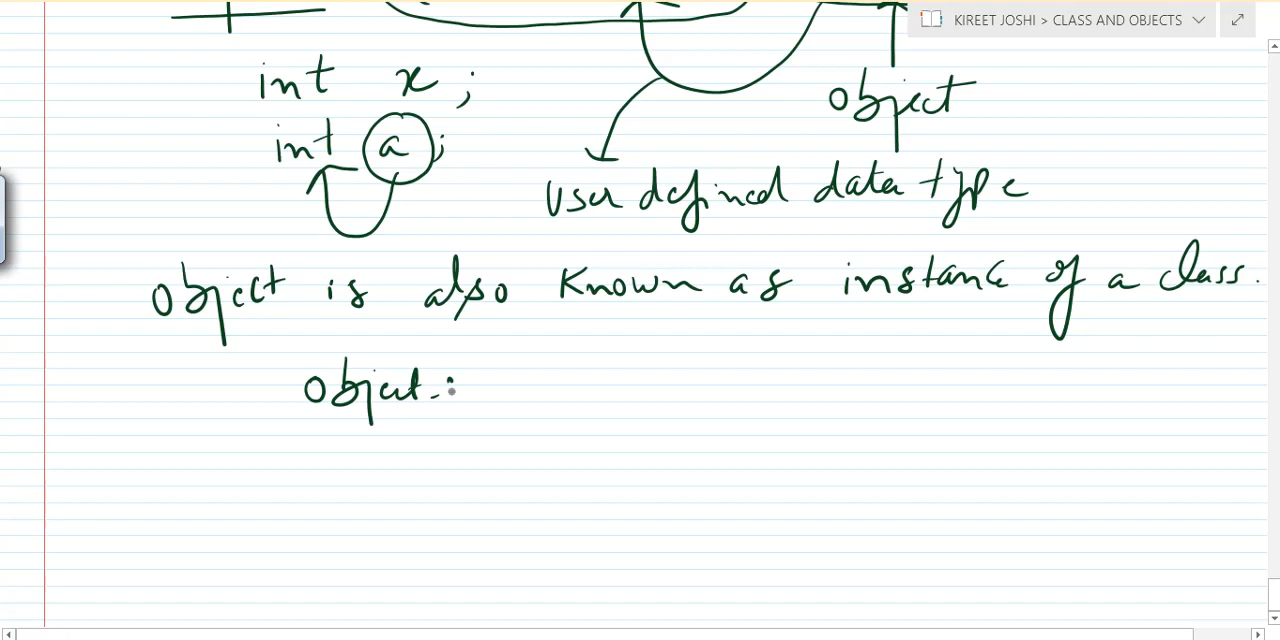 KIREET JOSHI > CLASS AND OBJECTS
int x;
object
int a;
User defined data type
object is also known as instance of a class.
object-: